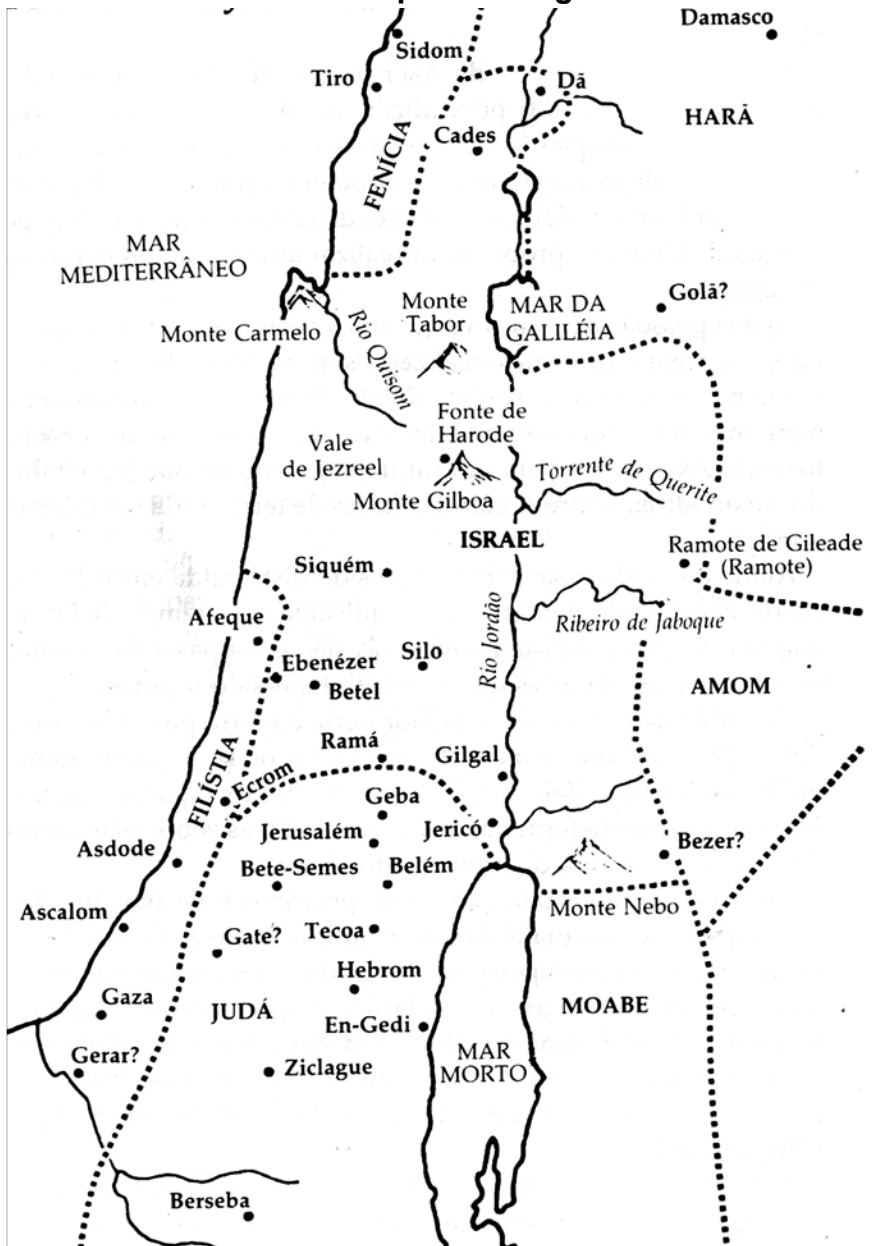 Damasco
Sidom
Tiro
Dã
HARÃ
Cades
FENÍCIA
MAR
MEDITERRÂNEO
Golã?
Monte
Tabor
MAR DA
GALILÉIA
Monte Carmelo
Rio Quisom
Fonte de
Harode
Vale
de Jezreel
Torrente de Querite
Monte Gilboa
ISRAEL
Ramote de Gileade
(Ramote)
Siquém
Afeque
Ribeiro de Jaboque
Rio Jordão
Silo
Ebenézer
Betel
AMOM
Ramá
Gilgal
FILÍSTIA
Ecrom
Geba
Jerusalém
Jericó
Bezer?
Asdode
Bete-Semes
Belém
Monte Nebo
Ascalom
Tecoa
Gate?
Hebrom
Gaza
JUDÁ
MOABE
En-Gedi
MAR
MORTO
Gerar?
Ziclague
Berseba